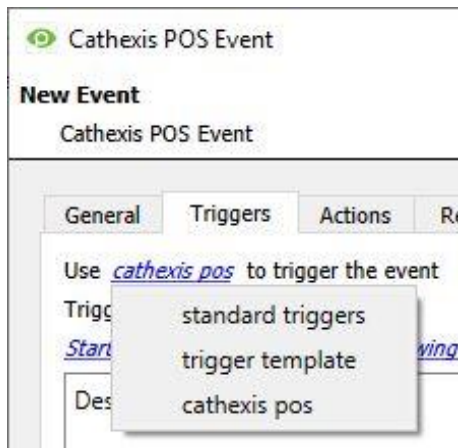 Cathexis POS Event
New Event
Cathexis POS Event
General Triggers Actions
Use cathexis pos to trigger the event
standard triggers
trigger template
cathexis pos